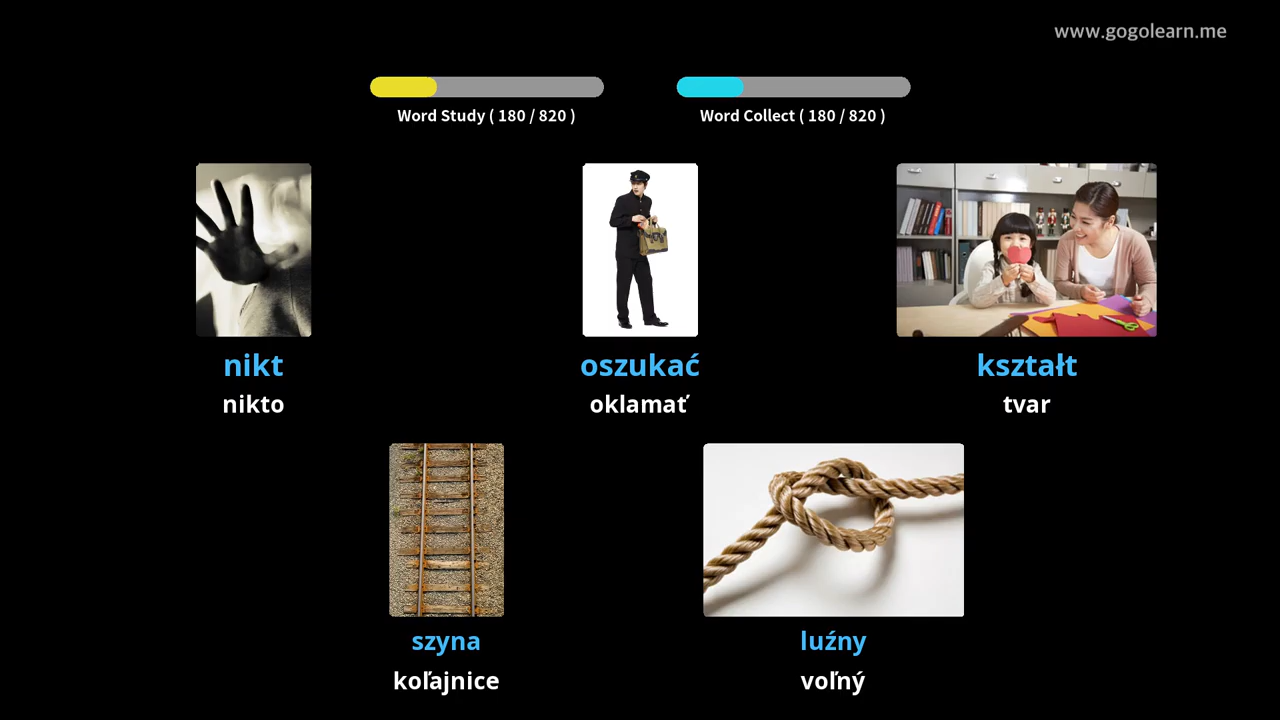 www.gogolearn.me
Word Study ( 180 / 820 )
Word Collect ( 180 / 820 )
nikt
nikto
oszukać
oklamať
kształt
tvar
szyna
koľajnice
luźny
voľný